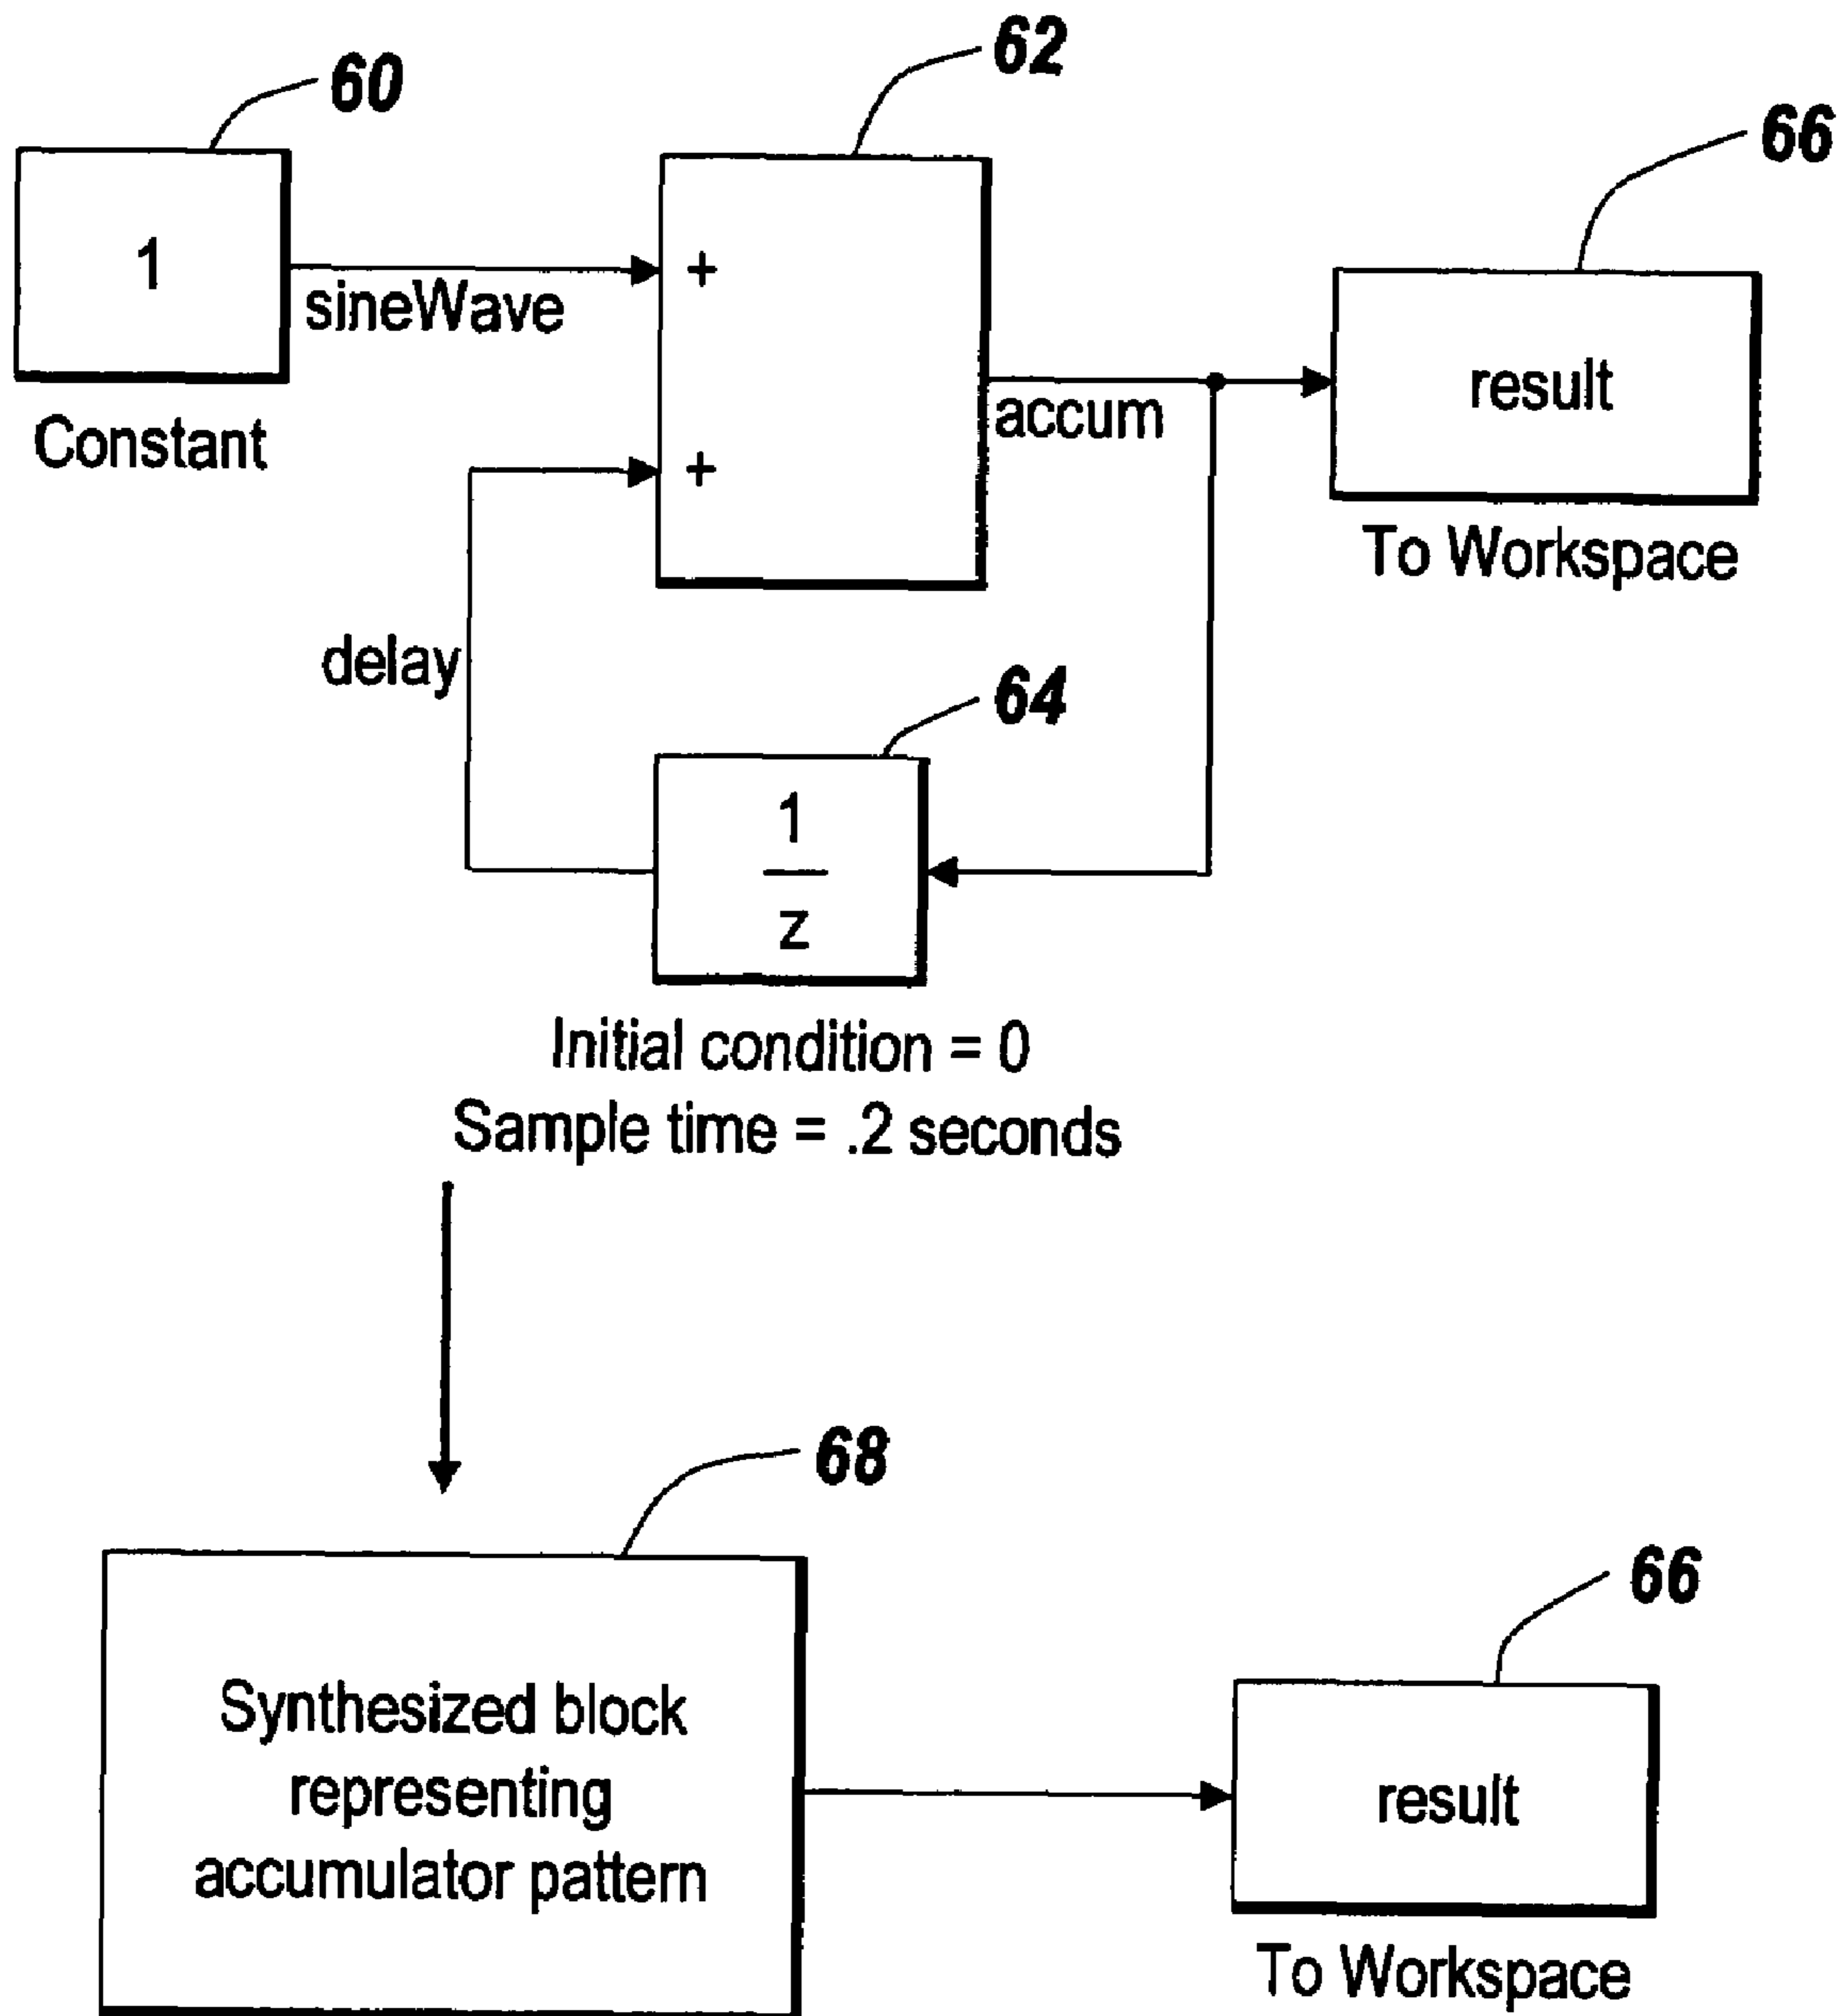 62
60
66
1
+
sineWave
result
accum
Constant
+
To Workspace
delay
64
1
z
Initial condition = 0
Sample time = .2 seconds
68
66
Synthesized block
representing
accumulator pattern
result
To Workspace